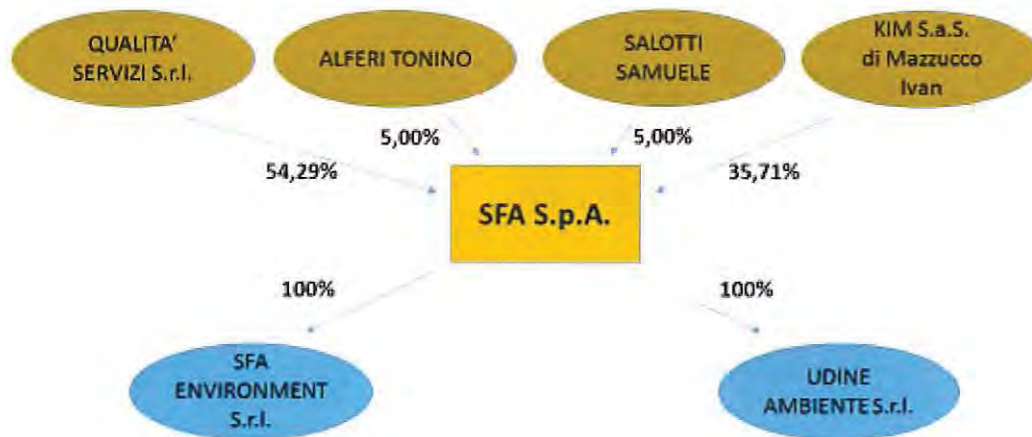 QUALITA'
SERVIZI S.r.l.
ALFERI TONINO
SALOTTI
SAMUELE
KIM S.a.S.
di Mazzucco
Ivan
5,00%
5,00%
54,29%
35,71%
SFA S.p.A.
100%
100%
SFA
ENVIRONMENT
S.r.l.
UDINE
AMBIENTE S.r.l.